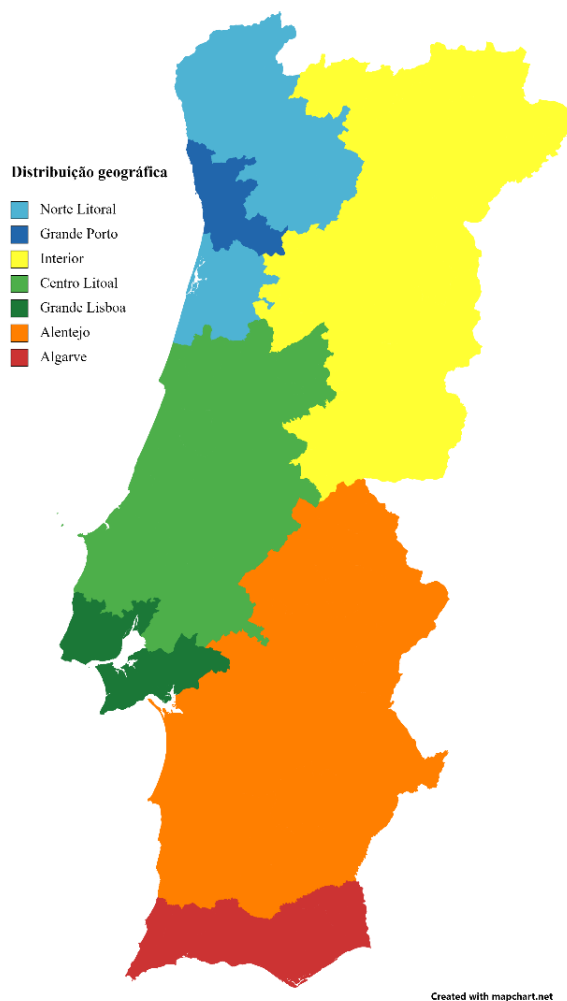 Distribuição geográfica
Norte Litoral
Grande Porto
Interior
Centro Litoal
Grande Lisboa
Alentejo
Algarve
Created with mapchart.net